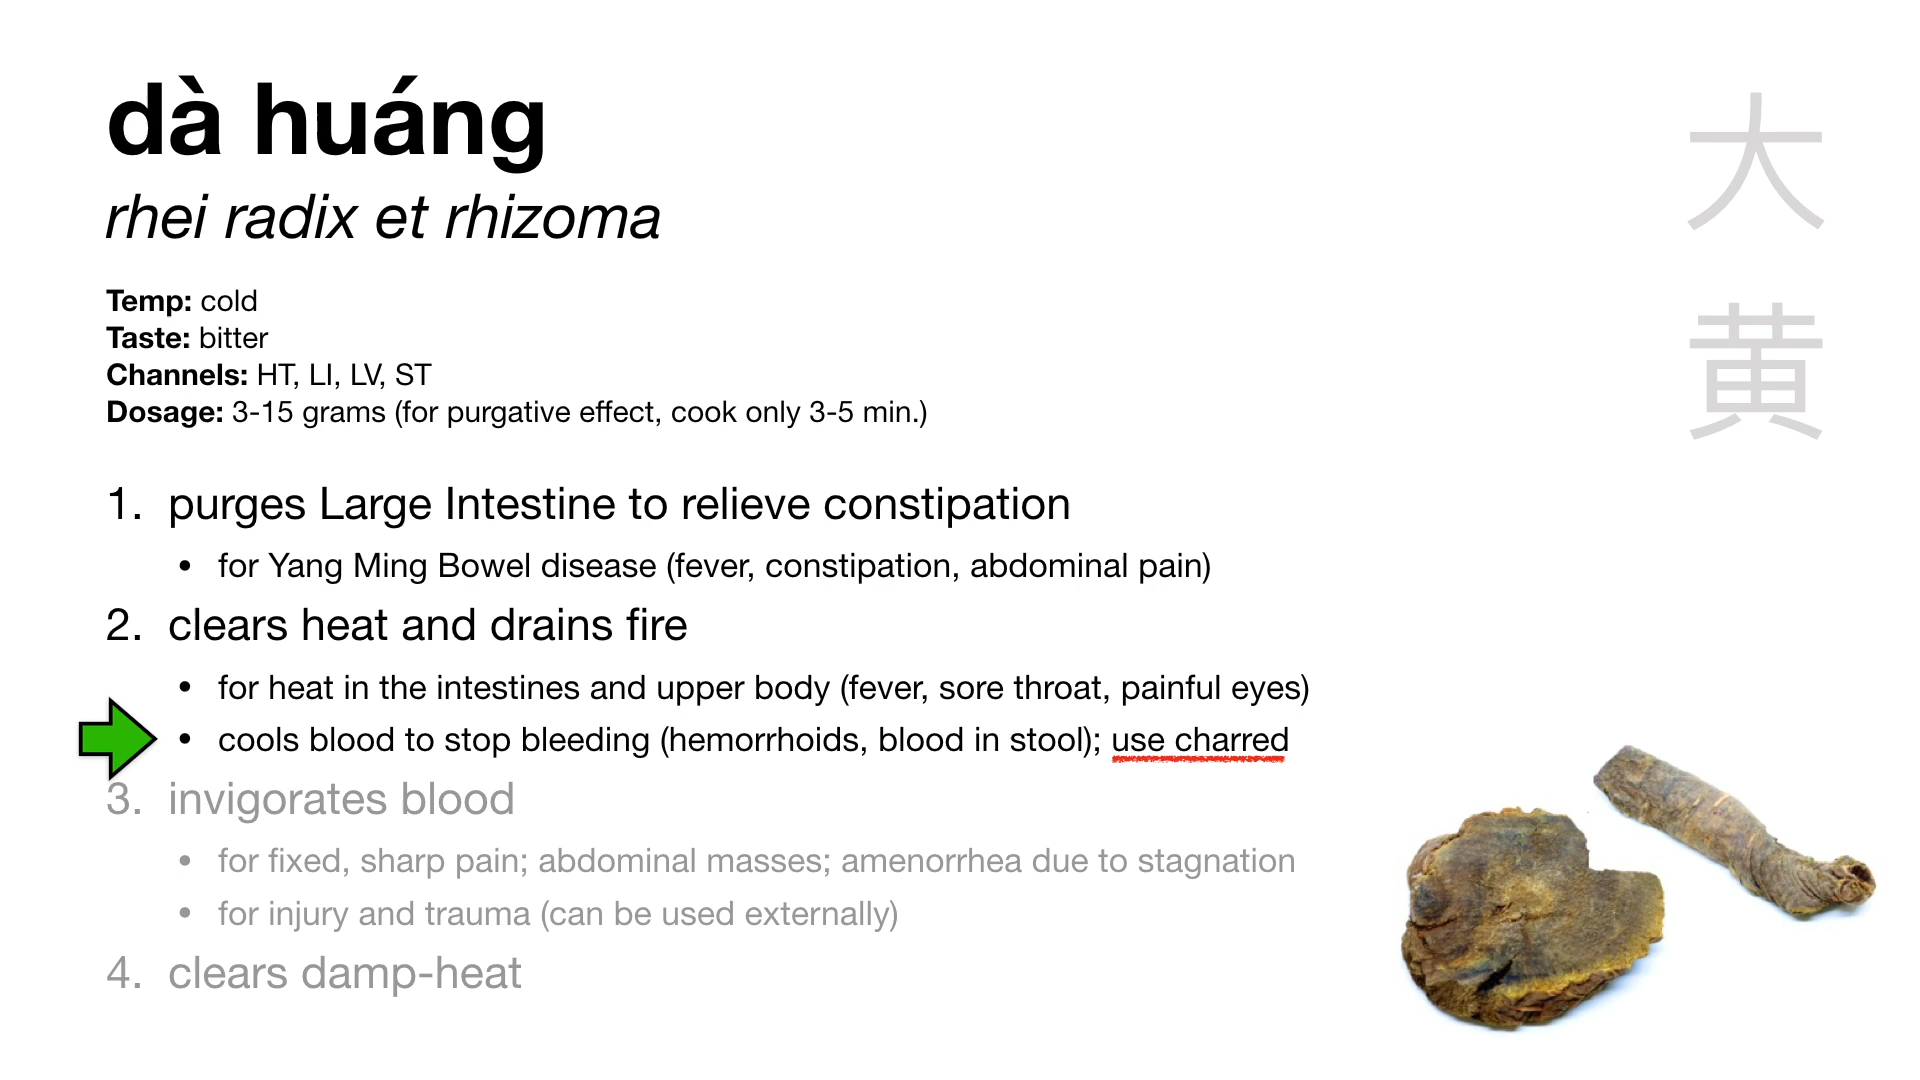 dà huáng
rhei radix et rhizoma
大
黄
Temp: cold
Taste: bitter
Channels: HT, LI, LV, ST
Dosage: 3-15 grams (for purgative effect, cook only 3-5 min.)
1. purges Large Intestine to relieve constipation
• for Yang Ming Bowel disease (fever, constipation, abdominal pain)
2. clears heat and drains fire
• for heat in the intestines and upper body (fever, sore throat, painful eyes)
• cools blood to stop bleeding (hemorrhoids, blood in stool); use charred
3. invigorates blood
• for fixed, sharp pain; abdominal masses; amenorrhea due to stagnation
• for injury and trauma (can be used externally)
4. clears damp-heat